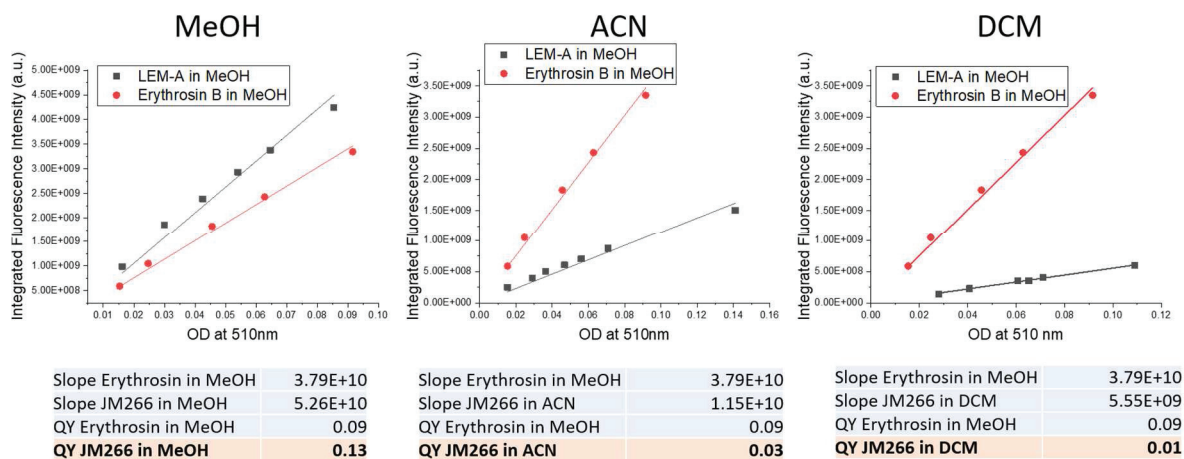 MeOH
LEM-A in MeOH
Erythrosin B in MeOH
Integrated Fluorescence Intensity (a.u.)
5.00E+009
4.50E+009
4.00E+009
3.50E+009
3.00E+009
2.50E+009
2.00E+009
1.50E+009
1.00E+009
5.00E+008
0.01 0.02 0.03 0.04 0.05 0.06 0.07 0.08 0.09 0.10
OD at 510nm
Slope Erythrosin in MeOH 3.79E+10
Slope JM266 in MeOH 5.26E+10
QY Erythrosin in MeOH 0.09
QY JM266 in MeOH 0.13
ACN
LEM-A in MeOH
Erythrosin B in MeOH
Integrated Fluorescence Intensity (a.u.)
3.50E+009
3.00E+009
2.50E+009
2.00E+009
1.50E+009
1.00E+009
5.00E+008
0.00E+000
0.00 0.02 0.04 0.06 0.08 0.10 0.12 0.14 0.16
OD at 510 nm
Slope Erythrosin in MeOH 3.79E+10
Slope JM266 in ACN 1.15E+10
QY Erythrosin in MeOH 0.09
QY JM266 in ACN 0.03
DCM
LEM-A in MeOH
Erythrosin B in MeOH
Integrated Fluorescence Intensity (a.u.)
3.50E+009
3.00E+009
2.50E+009
2.00E+009
1.50E+009
1.00E+009
5.00E+008
0.00E+000
0.00 0.02 0.04 0.06 0.08 0.10 0.12
OD at 510 nm
Slope Erythrosin in MeOH 3.79E+10
Slope JM266 in DCM 5.55E+09
QY Erythrosin in MeOH 0.09
QY JM266 in DCM 0.01